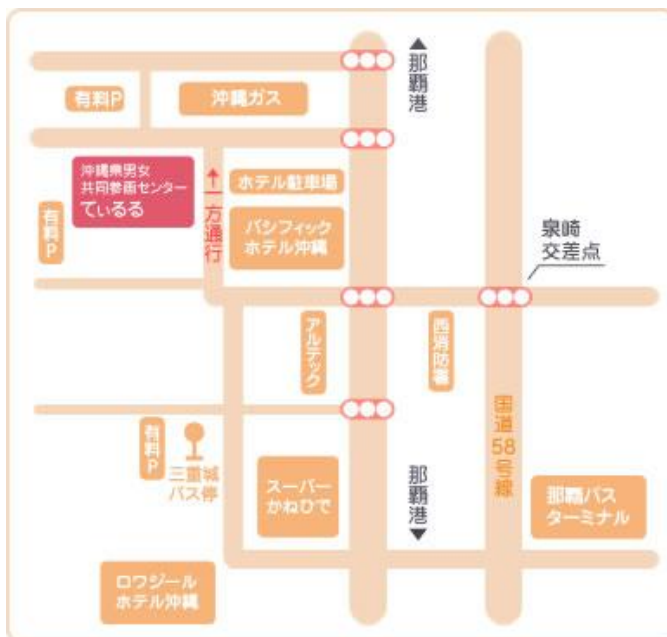 那覇港
有料P
沖縄ガス
沖縄県男女
共同参画センター
ているる
一方通行
ホテル駐車場
パシフィック
ホテル沖縄
有料P
泉崎
交差点
アルテック
西消防署
国道58号線
有料P
三重城
バス停
スーパー
かねひで
那覇港
那覇バス
ターミナル
ロワジール
ホテル沖縄